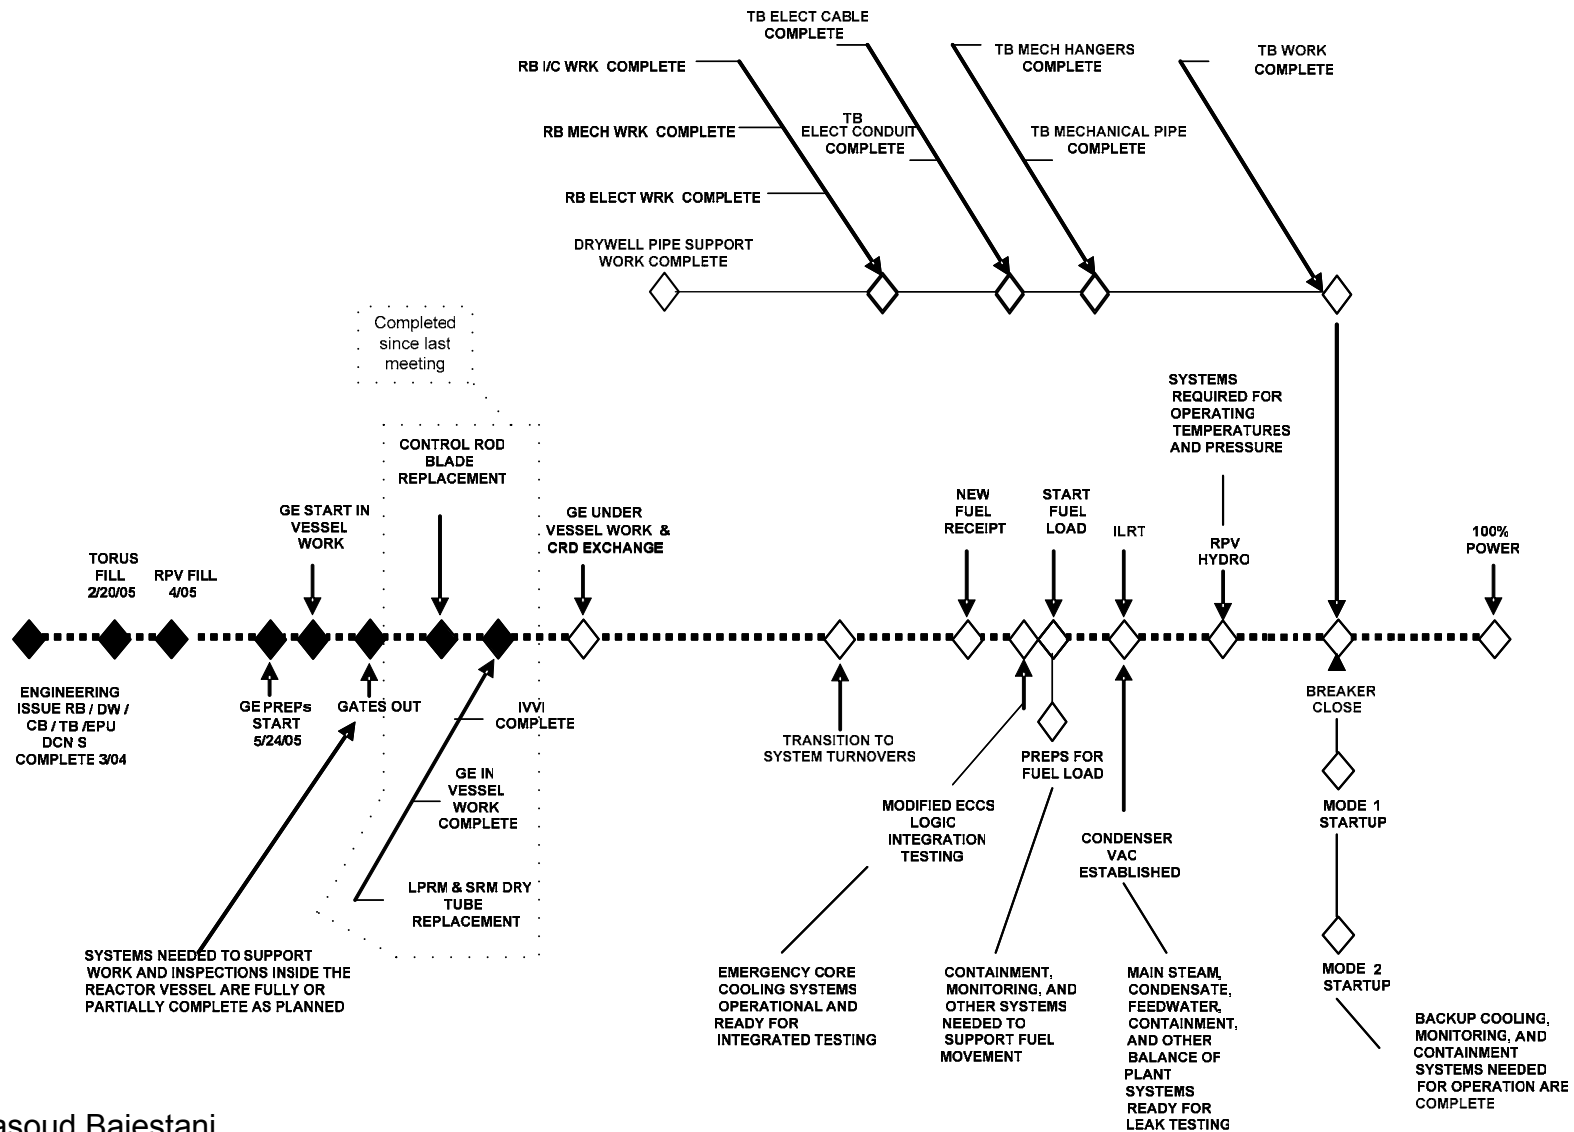 TB ELECT CABLE
COMPLETE
TB MECH HANGERS
COMPLETE
TB WORK
COMPLETE
RB I/C WRK COMPLETE
RB MECH WRK COMPLETE
TB
ELECT CONDUIT
COMPLETE
TB MECHANICAL PIPE
COMPLETE
RB ELECT WRK COMPLETE
DRYWELL PIPE SUPPORT
WORK COMPLETE
Completed
since last
meeting
SYSTEMS
REQUIRED FOR
OPERATING
TEMPERATURES
AND PRESSURE
CONTROL ROD
BLADE
REPLACEMENT
GE START IN
VESSEL
WORK
GE UNDER
VESSEL WORK &
CRD EXCHANGE
NEW
FUEL
RECEIPT
START
FUEL
LOAD
ILRT
RPV
HYDRO
100%
POWER
TORUS
FILL
2/20/05
RPV FILL
4/05
ENGINEERING
ISSUE RB / DW /
CB / TB /EPU
DCN S
COMPLETE 3/04
GE PREPs
START
5/24/05
GATES OUT
IVVI
COMPLETE
GE IN
VESSEL
WORK
COMPLETE
LPRM & SRM DRY
TUBE
REPLACEMENT
TRANSITION TO
SYSTEM TURNOVERS
PREPS FOR
FUEL LOAD
MODIFIED ECCS
LOGIC
INTEGRATION
TESTING
CONDENSER
VAC
ESTABLISHED
BREAKER
CLOSE
MODE 1
STARTUP
MODE 2
STARTUP
SYSTEMS NEEDED TO SUPPORT
WORK AND INSPECTIONS INSIDE THE
REACTOR VESSEL ARE FULLY OR
PARTIALLY COMPLETE AS PLANNED
EMERGENCY CORE
COOLING SYSTEMS
OPERATIONAL AND
READY FOR
INTEGRATED TESTING
CONTAINMENT,
MONITORING, AND
OTHER SYSTEMS
NEEDED TO
SUPPORT FUEL
MOVEMENT
MAIN STEAM,
CONDENSATE,
FEEDWATER,
CONTAINMENT,
AND OTHER
BALANCE OF
PLANT
SYSTEMS
READY FOR
LEAK TESTING
BACKUP COOLING,
MONITORING, AND
CONTAINMENT
SYSTEMS NEEDED
FOR OPERATION ARE
COMPLETE
asoud Bajestani